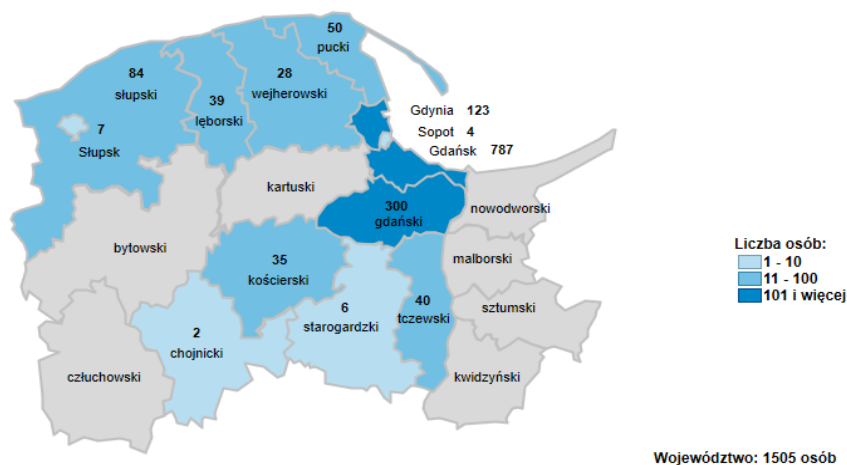 50
pucki
84
słupski
28
wejherowski
39
lęborski
Gdynia 123
Sopot 4
Gdańsk 787
7
Słupsk
kartuski
300
gdański
nowodworski
bytowski
35
kościerski
malborski
Liczba osób:
1 - 10
11 - 100
101 i więcej
40
tczewski
6
starogardzki
sztumski
2
chojnicki
człuchowski
kwidzyński
Województwo: 1505 osób